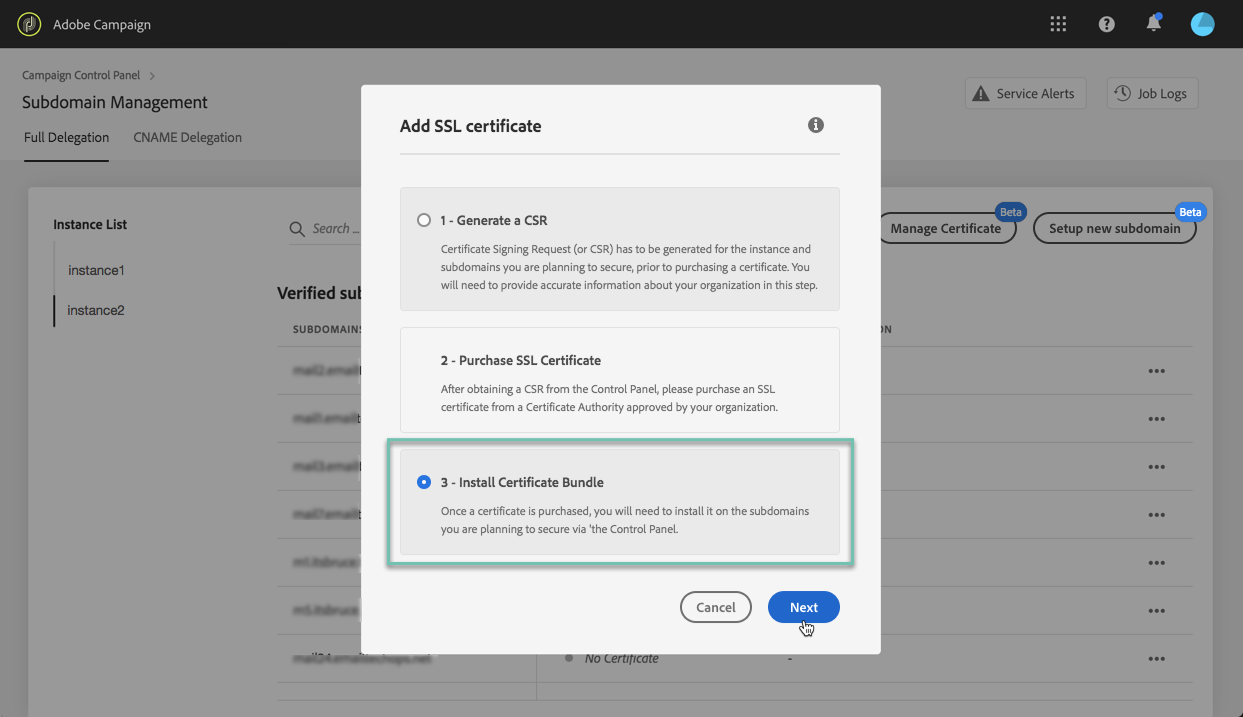 Adobe Campaign
Campaign Control Panel
Subdomain Management
Service Alerts
Job Logs
Full Delegation
CNAME Delegation
Instance List
instance1
instance2
Search ...
Manage Certificate
Beta
Setup new subdomain
Beta
Verified
Add SSL certificate
1 - Generate a CSR
Certificate Signing Request (or CSR) has to be generated for the instance and
subdomains you are planning to secure, prior to purchasing a certificate. You
will need to provide accurate information about your organization in this step.
2 - Purchase SSL Certificate
After obtaining a CSR from the Control Panel, please purchase an SSL
certificate from a Certificate Authority approved by your organization.
3 - Install Certificate Bundle
Once a certificate is purchased, you will need to install it on the subdomains
you are planning to secure via 'the Control Panel.
Cancel
Next
SUBDOMAINS
No Certificate
-